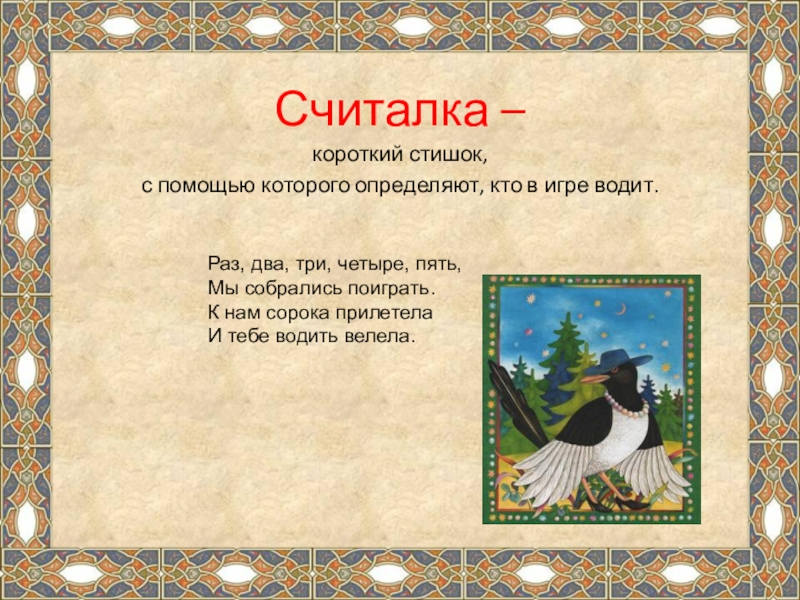 Считалка –
короткий стишок,
с помощью которого определяют, кто в игре водит.
Раз, два, три, четыре, пять,
Мы собрались поиграть.
К нам сорока прилетела
И тебе водить велела.